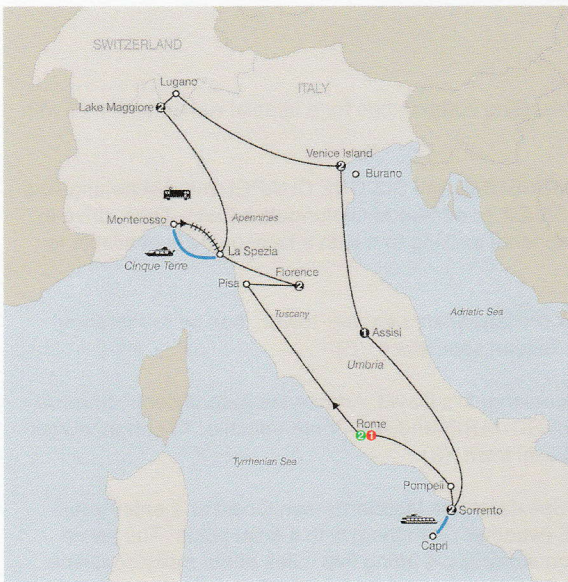 SWITZERLAND
Lugano
ITALY
Lake Maggiore 2
Venice Island
2
Burano
Monterosso
Apennines
La Spezia
Cinque Terre
Florence
2
Pisa
Tuscany
Adriatic Sea
1 Assisi
Umbria
Rome
2 1
Tyrrhenian Sea
Pompeii
2 Sorrento
Capri